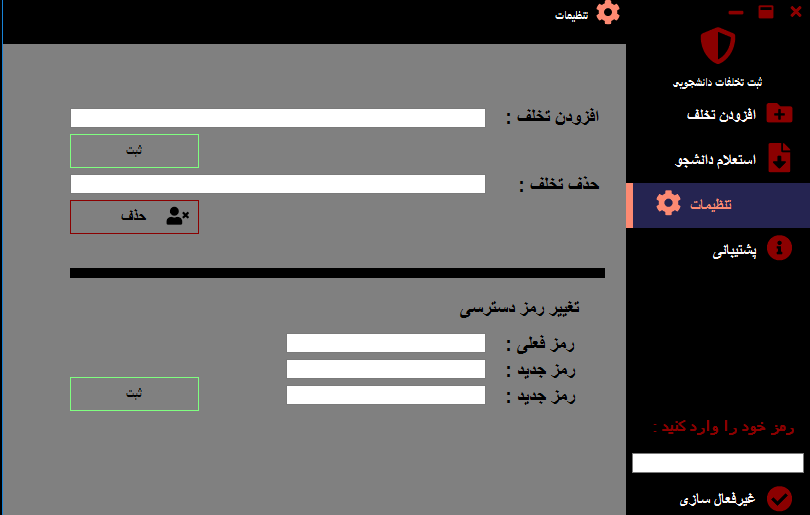 تنظیمات
ثبت تخلفات دانشجویی
افزودن تخلف
استعلام دانشجو
تنظیمات
پشتیبانی
رمز خود را وارد کنید :
غیرفعال سازی
افزودن تخلف :
ثبت
حذف تخلف :
حذف
تغییر رمز دسترسی
رمز فعلی :
رمز جدید :
رمز جدید :
ثبت